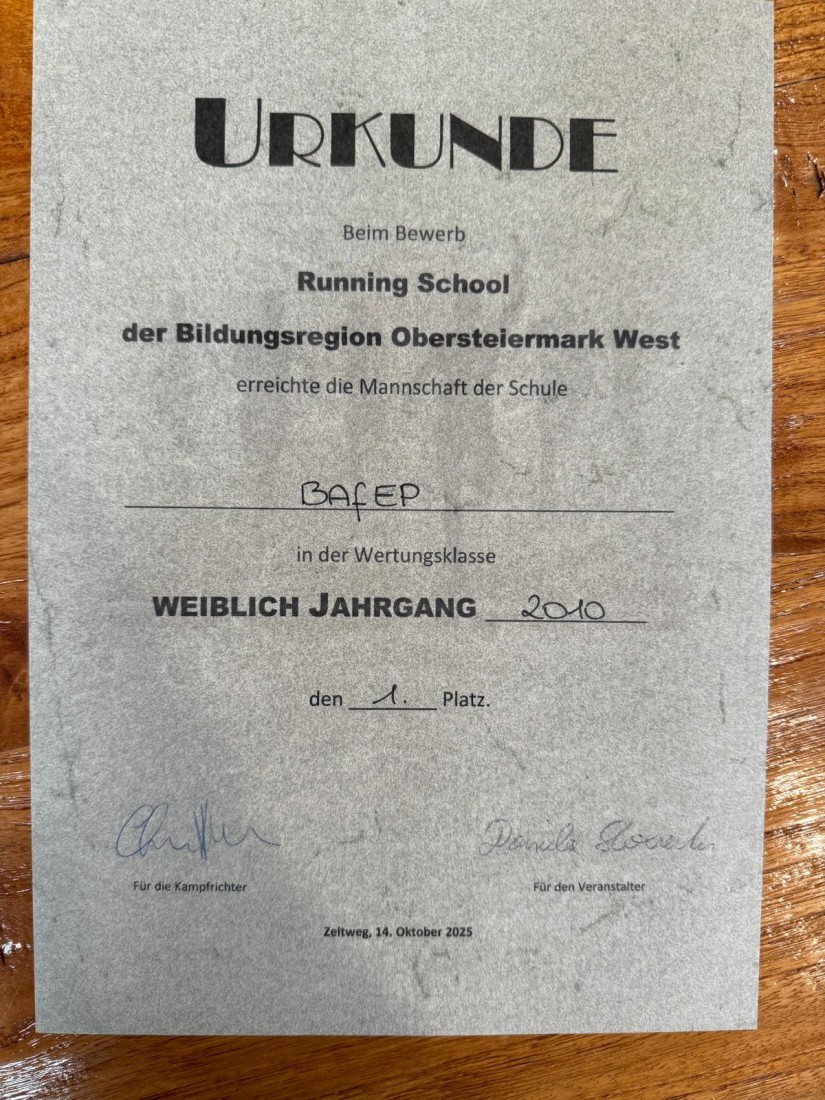 URKUNDE
Beim Bewerb
Running School
der Bildungsregion Obersteiermark West
erreichte die Mannschaft der Schule
BAfEP
in der Wertungsklasse
WEIBLICH JAHRGANG 2010
den 1. Platz.
Daniela
Für die Kampfrichter Für den Veranstalter
Zeltweg, 14. Oktober 2025